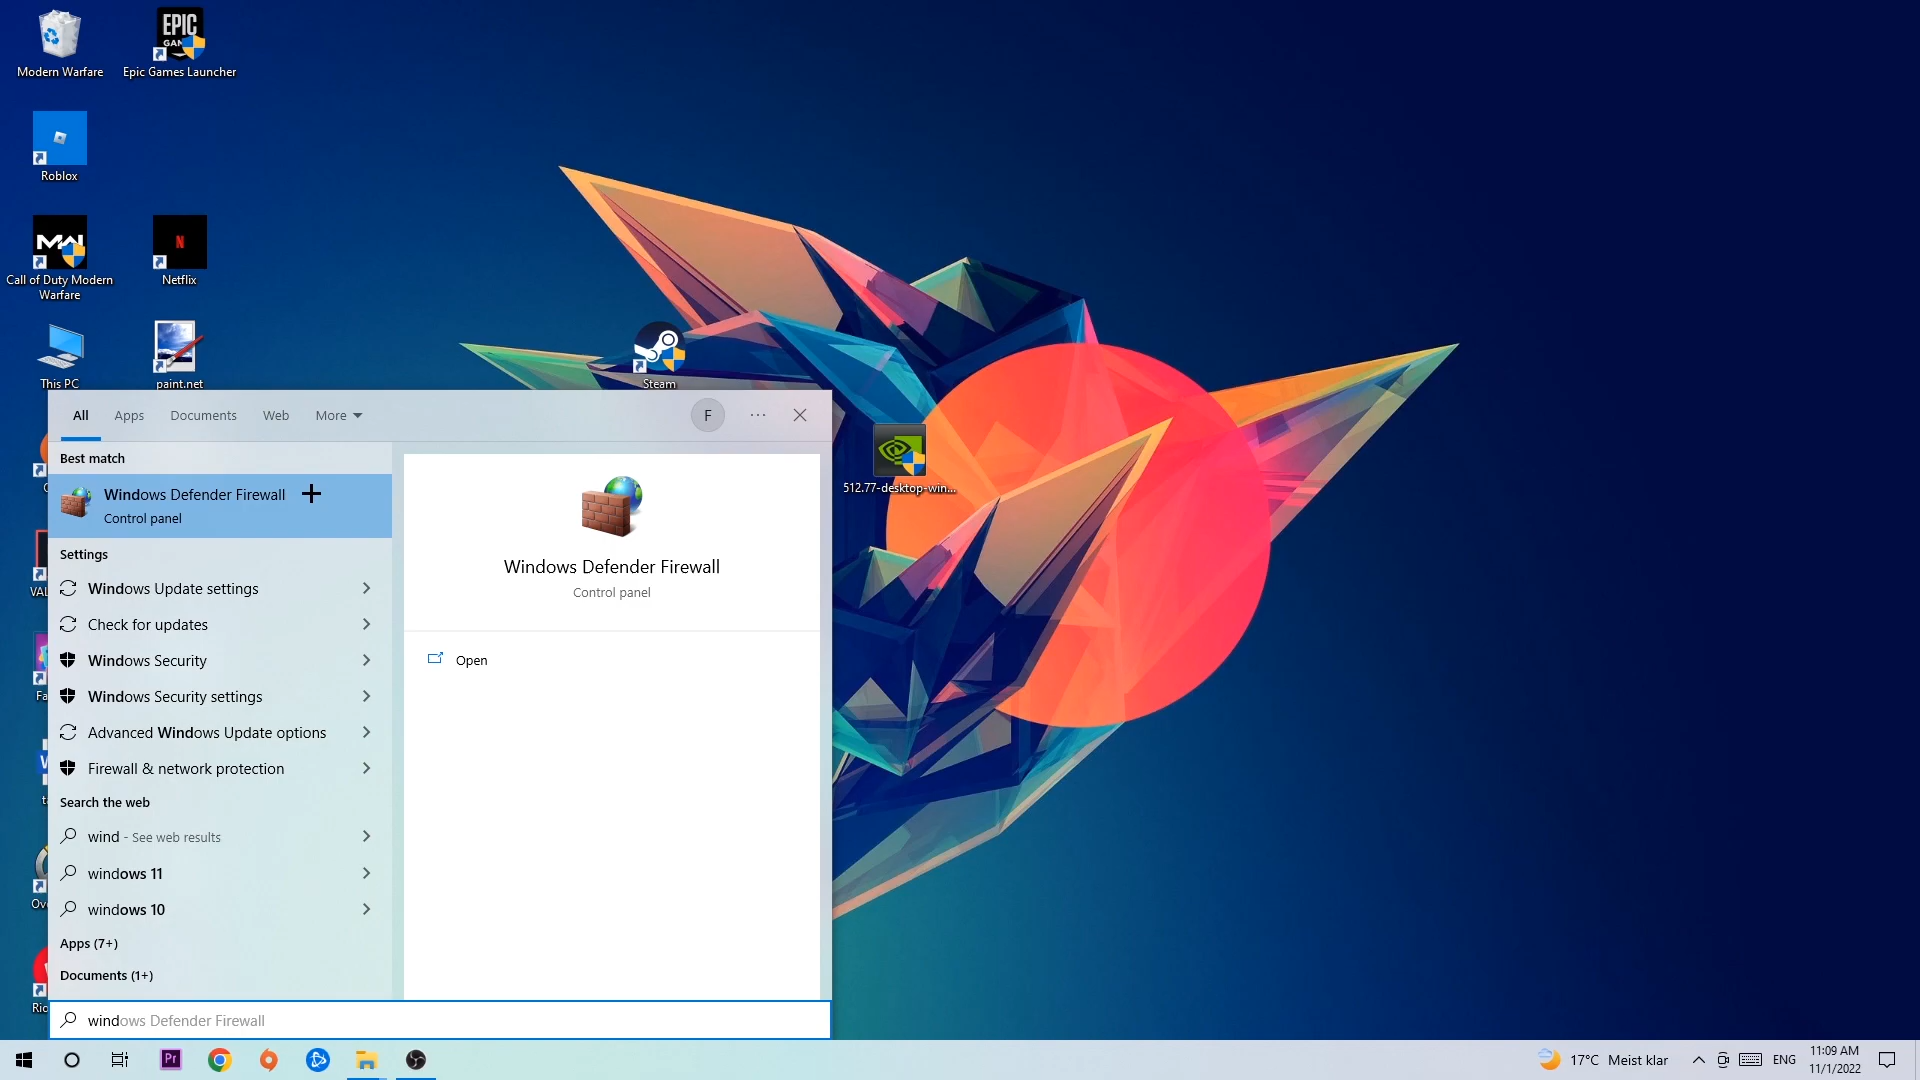 Modern Warfare
EPIC
GAMES
Epic Games Launcher
Roblox
MW
Call of Duty Modern
Warfare
N
Netflix
This PC
paint.net
Steam
512.77-desktop-win...
All
Apps
Documents
Web
More
F
Best match
Windows Defender Firewall
Control panel
Settings
Windows Update settings
Check for updates
Windows Security
Windows Security settings
Advanced Windows Update options
Firewall & network protection
Search the web
wind - See web results
windows 11
windows 10
Apps (7+)
Documents (1+)
windows Defender Firewall
Windows Defender Firewall
Control panel
Open
Pr
17°C Meist klar
ENG
11:09 AM
11/1/2022